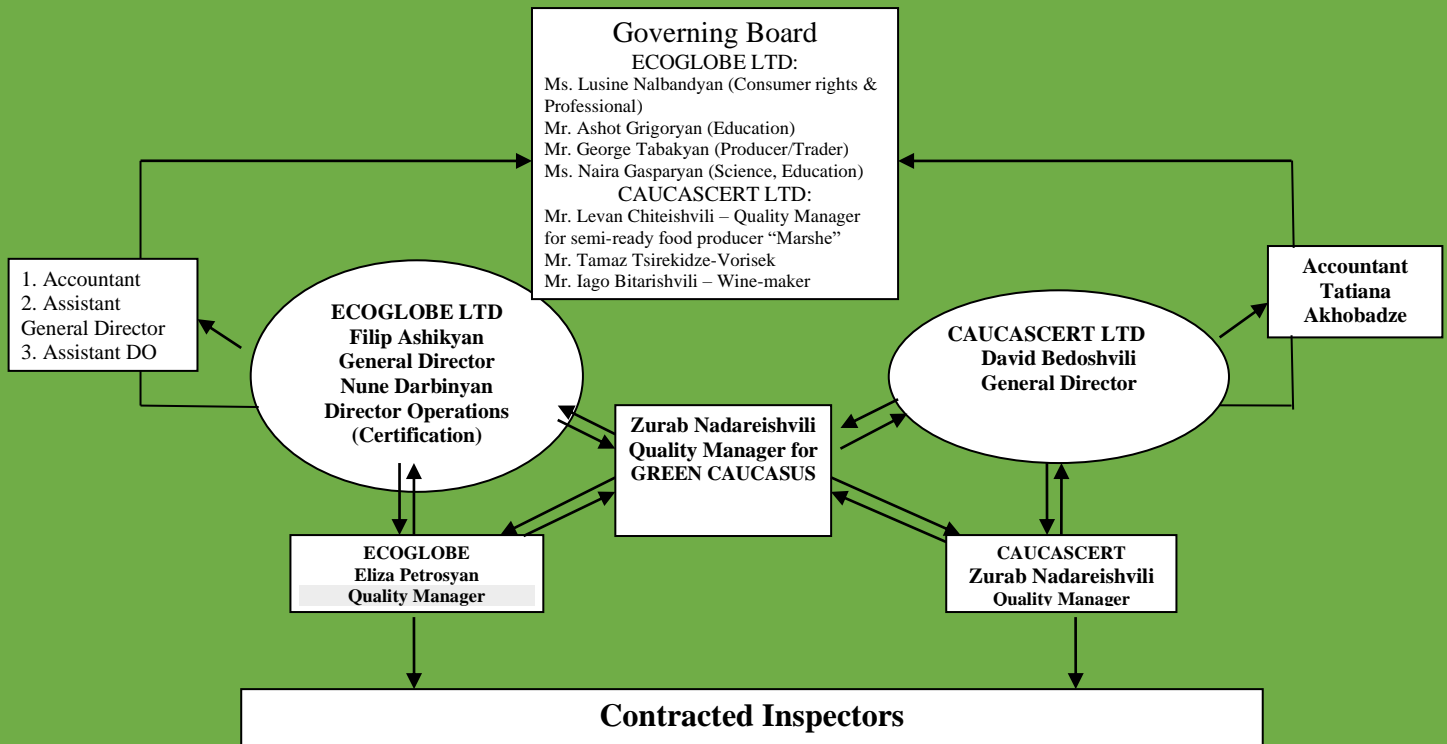 Governing Board
ECOGLOBE LTD:
Ms. Lusine Nalbandyan (Consumer rights &
Professional)
Mr. Ashot Grigoryan (Education)
Mr. George Tabakyan (Producer/Trader)
Ms. Naira Gasparyan (Science, Education)
CAUCASCERT LTD:
Mr. Levan Chiteishvili – Quality Manager
for semi-ready food producer “Marshe”
Mr. Tamaz Tsirekidze-Vorisek
Mr. Iago Bitarishvili – Wine-maker
1. Accountant
2. Assistant
General Director
3. Assistant DO
ECOGLOBE LTD
Filip Ashikyan
General Director
Nune Darbinyan
Director Operations
(Certification)
CAUCASCERT LTD
David Bedoshvili
General Director
Accountant
Tatiana
Akhobadze
Zurab Nadareishvili
Quality Manager for
GREEN CAUCASUS
ECOGLOBE
Eliza Petrosyan
Quality Manager
CAUCASCERT
Zurab Nadareishvili
Quality Manager
Contracted Inspectors